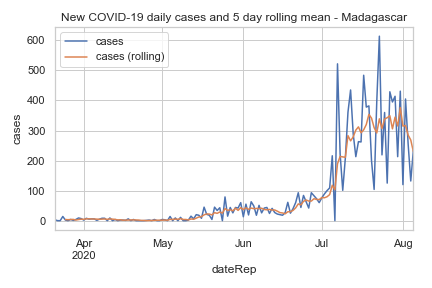 New COVID-19 daily cases and 5 day rolling mean - Madagascar
cases
cases (rolling)
600
500
400
300
200
100
0
cases
Apr
2020
May
Jun
Jul
Aug
dateRep